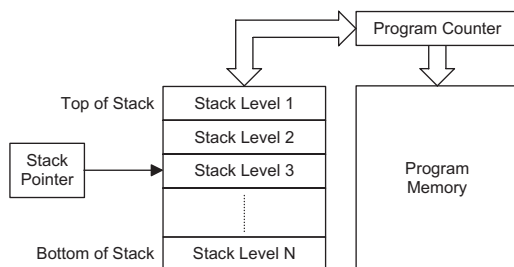 Program Counter
Top of Stack
Stack Level 1
Stack Level 2
Stack
Pointer
Stack Level 3
Program
Memory
Bottom of Stack
Stack Level N